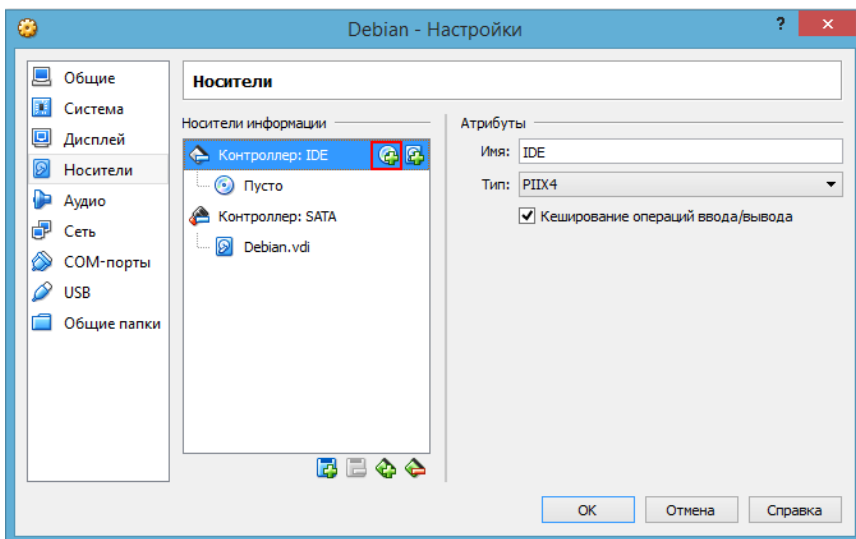 Debian - Настройки
?
×
Общие
Система
Дисплей
Носители
Аудио
Сеть
COM-порты
USB
Общие папки
Носители
Носители информации
Контроллер: IDE
Пусто
Контроллер: SATA
Debian.vdi
Атрибуты
Имя: IDE
Тип: PIIX4
Кеширование операций ввода/вывода
OK
Отмена
Справка